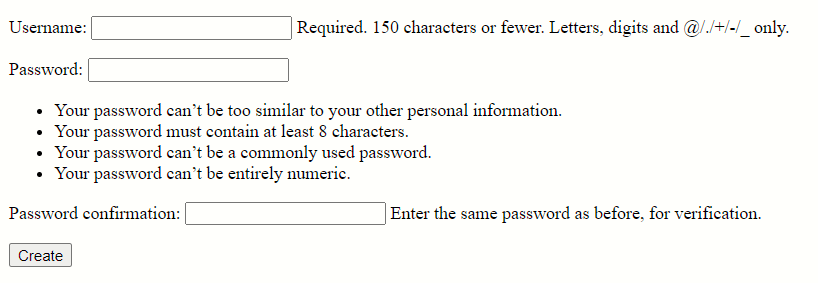 Username: Required. 150 characters or fewer. Letters, digits and @/./+/-/_ only.
Password:
• Your password can’t be too similar to your other personal information.
• Your password must contain at least 8 characters.
• Your password can’t be a commonly used password.
• Your password can’t be entirely numeric.
Password confirmation: Enter the same password as before, for verification.
Create